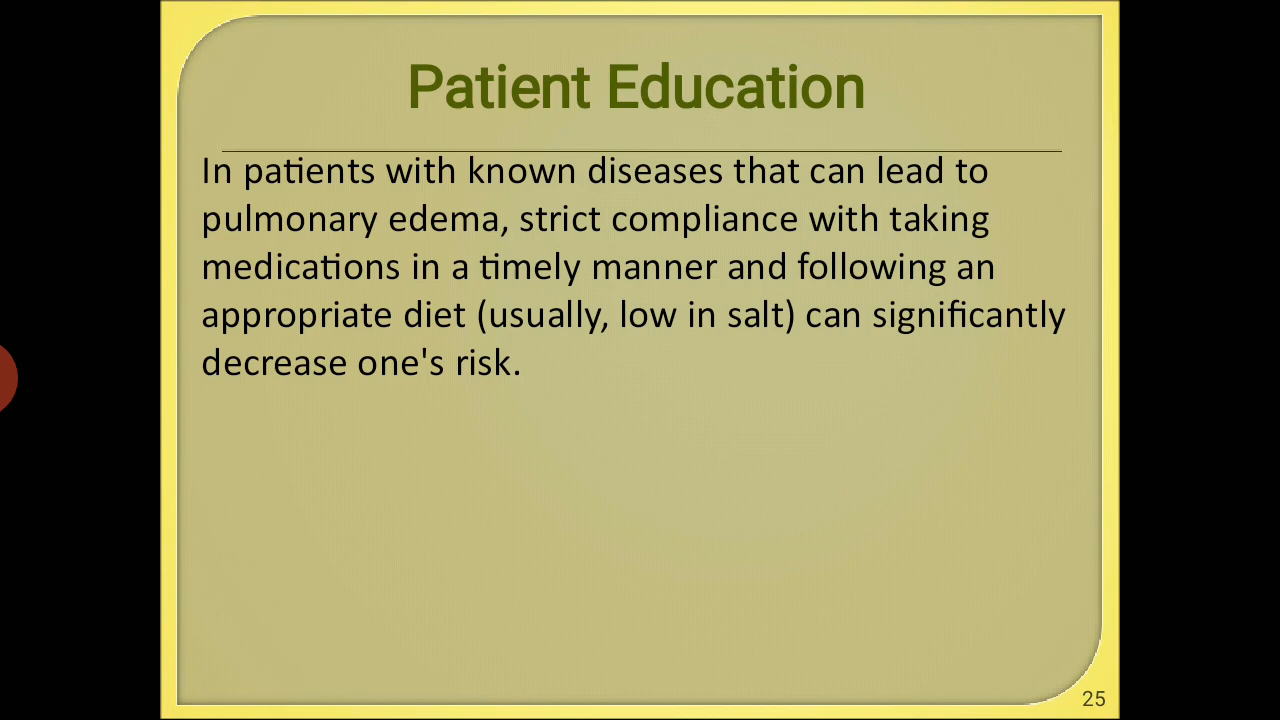 Patient Education
In patients with known diseases that can lead to
pulmonary edema, strict compliance with taking
medications in a timely manner and following an
appropriate diet (usually, low in salt) can significantly
decrease one's risk.
25